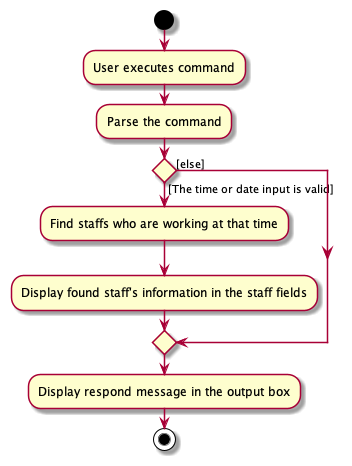 User executes command
Parse the command
[else]
[The time or date input is valid]
Find staffs who are working at that time
Display found staff's information in the staff fields
Display respond message in the output box